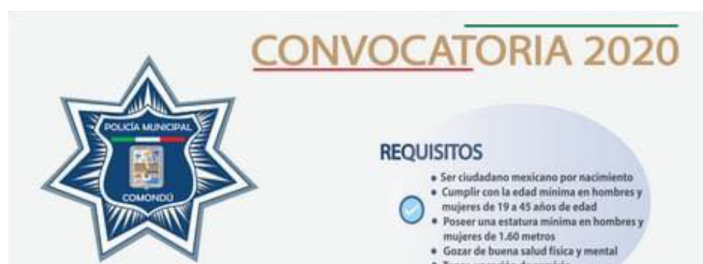 CONVOCATORIA 2020
POLICÍA MUNICIPAL
COMONDÚ
REQUISITOS
• Ser ciudadano mexicano por nacimiento
• Cumplir con la edad mínima en hombres y
mujeres de 19 a 45 años de edad
• Poseer una estatura mínima en hombres y
mujeres de 1.60 metros
• Gozar de buena salud física y mental